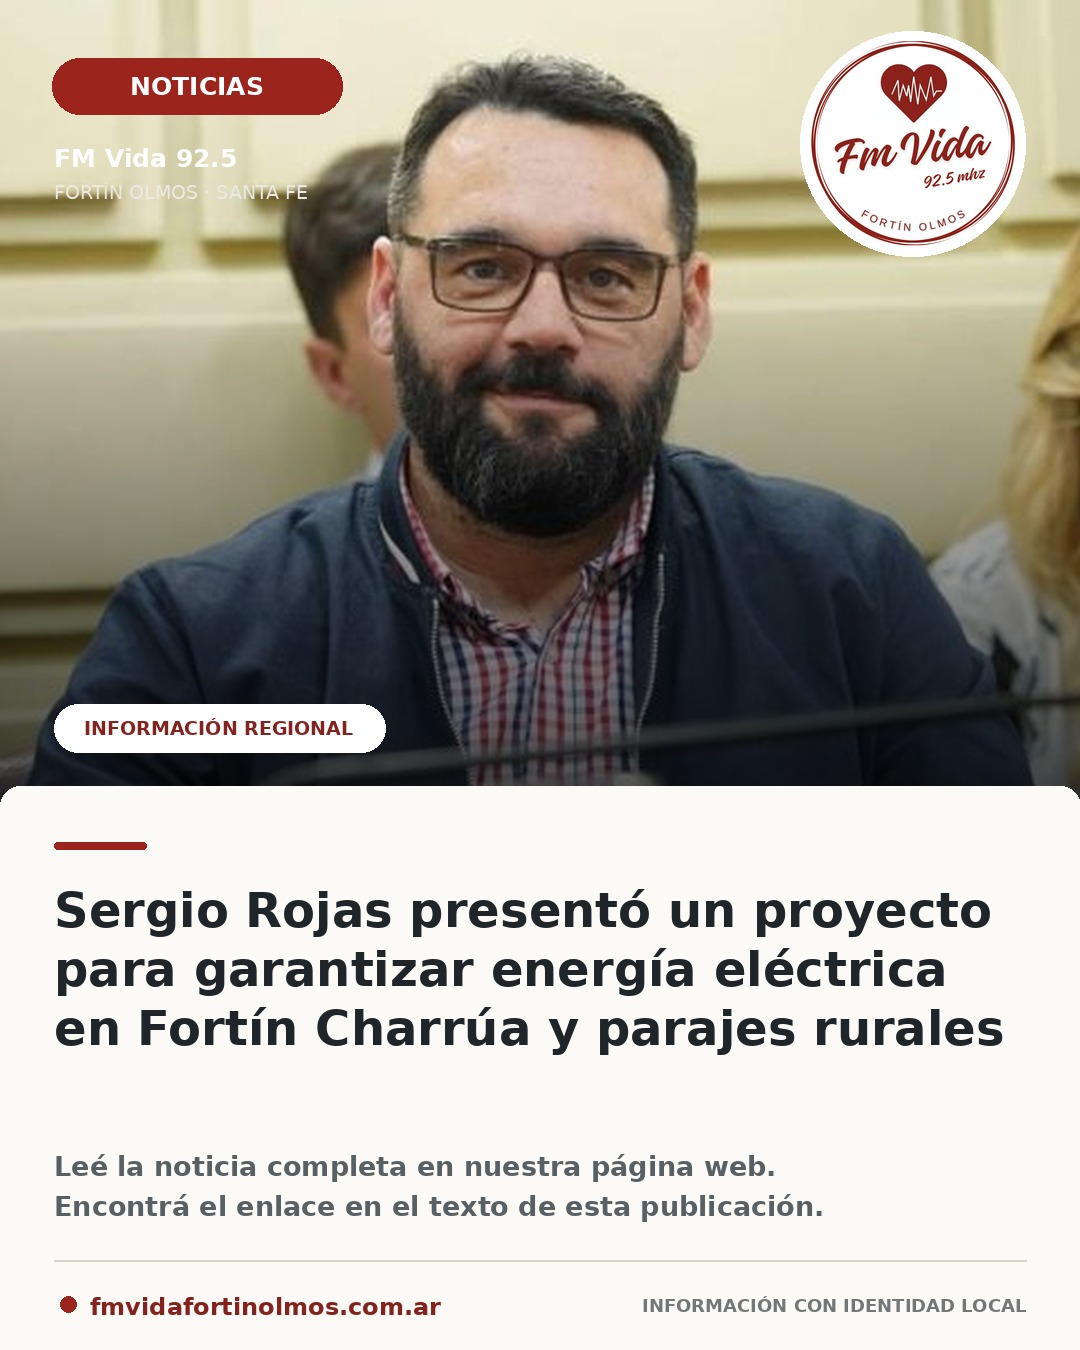 NOTICIAS
FM Vida 92.5
FORTÍN OLMOS · SANTA FE
Fm Vida
92.5 mhz
FORTÍN OLMOS
INFORMACIÓN REGIONAL
Sergio Rojas presentó un proyecto
para garantizar energía eléctrica
en Fortín Charrúa y parajes rurales
Leé la noticia completa en nuestra página web.
Encontrá el enlace en el texto de esta publicación.
fmvidafortinolmos.com.ar
INFORMACIÓN CON IDENTIDAD LOCAL